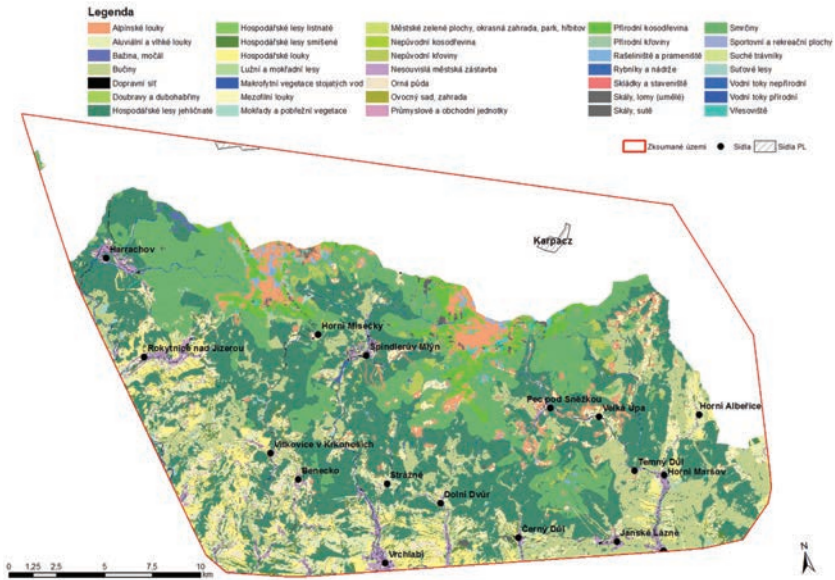 Legenda
Alpínské louky
Aluviální a vlhké louky
Bažina, močál
Bučiny
Dopravní síť
Doubravy a dubohabřiny
Hospodářské lesy jehličnaté
Hospodářské lesy listnaté
Hospodářské lesy smíšené
Hospodářské louky
Lužní a mokřadní lesy
Makrofytní vegetace stojatých vod
Mezofilní louky
Mokřady a pobřežní vegetace
Městské zelené plochy, okrasná zahrada, park, hřbitov
Nepůvodní kosodřevina
Nepůvodní křoviny
Nesouvislá městská zástavba
Orná půda
Ovocný sad, zahrada
Průmyslové a obchodní jednotky
Přírodní kosodřevina
Přírodní křoviny
Rašeliniště a prameniště
Rybníky a nádrže
Skládky a staveniště
Skály, lomy (umělé)
Skály, sutě
Smrčiny
Sportovní a rekreační plochy
Suché trávníky
Suťové lesy
Vodní toky nepřírodní
Vodní toky přírodní
Vřesoviště
Zksumané území
Sídla
Sídla PL
Karpacz
Harrachov
Horní Mísečky
Rokytnice nad Jizerou
Špindlerův Mlýn
Pec pod Sněžkou
Velká Úpa
Horní Albeřice
Vítkovice v Krkonoších
Benecko
Strážné
Temný Důl
Horní Maršov
Dolní Dvůr
Černý Důl
Janské Lázně
Vrchlabí
0 1,25 2,5 5 7,5 10
km
N